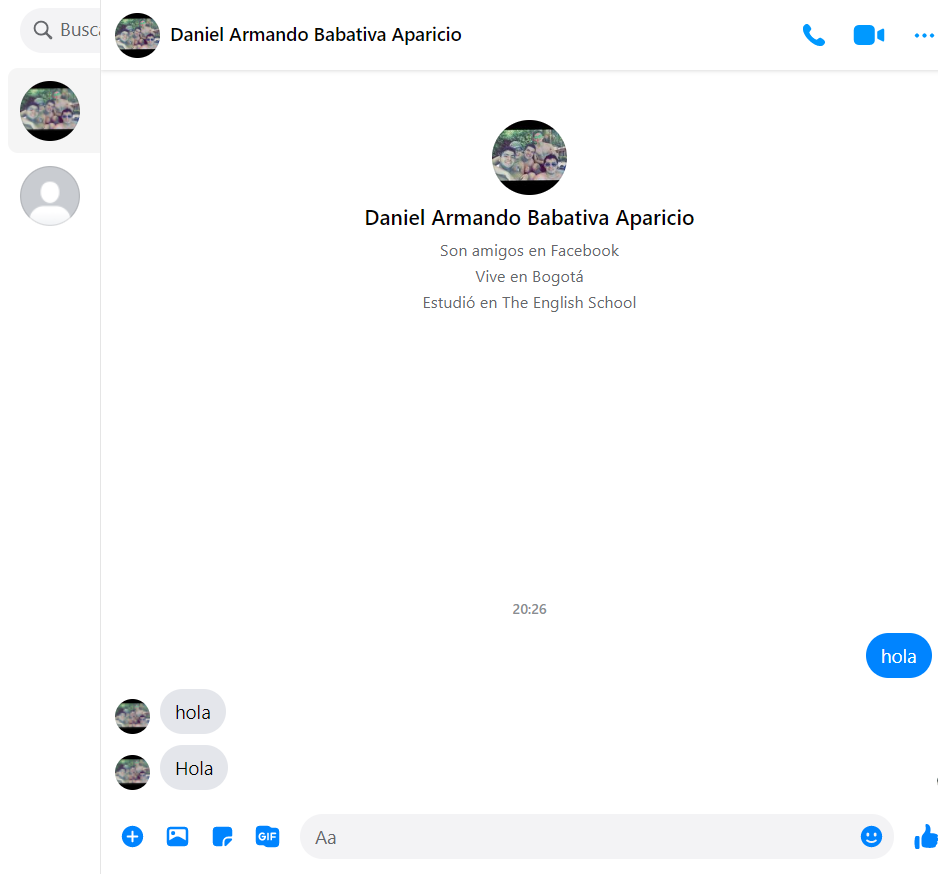 Busca
Daniel Armando Babativa Aparicio
Daniel Armando Babativa Aparicio
Son amigos en Facebook
Vive en Bogotá
Estudió en The English School
20:26
hola
hola
Hola
GIF
Aa